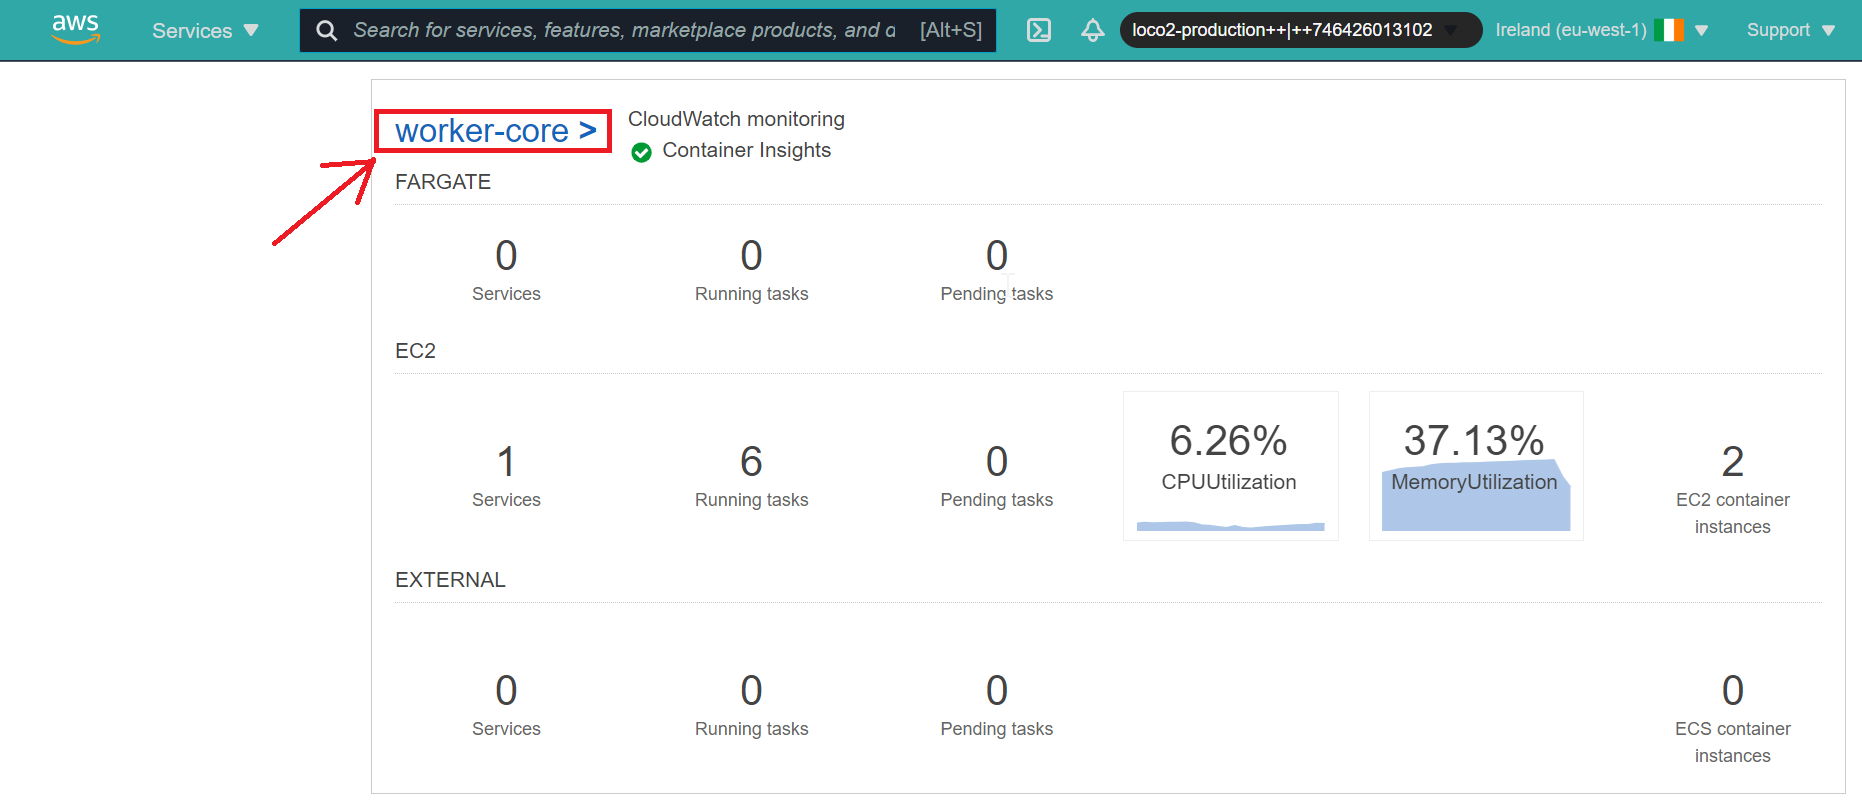 aws
Services
Search for services, features, marketplace products, and d
[Alt+S]
loco2-production++|++746426013102
Ireland (eu-west-1)
Support
worker-core >
CloudWatch monitoring
Container Insights
FARGATE
0
Services
0
Running tasks
0
Pending tasks
EC2
1
Services
6
Running tasks
0
Pending tasks
6.26%
CPUUtilization
37.13%
MemoryUtilization
2
EC2 container
instances
EXTERNAL
0
Services
0
Running tasks
0
Pending tasks
0
ECS container
instances